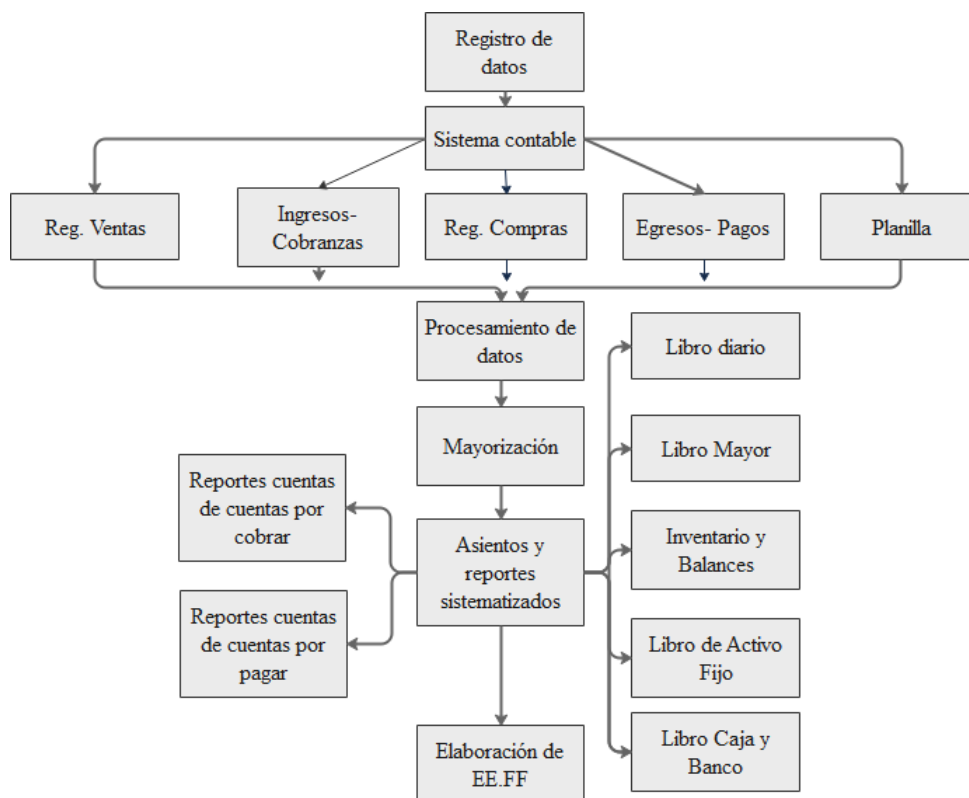 Registro de
datos
Sistema contable
Reg. Ventas
Ingresos-
Cobranzas
Reg. Compras
Egresos- Pagos
Planilla
Procesamiento de
datos
Libro diario
Mayorización
Libro Mayor
Reportes cuentas
de cuentas por
cobrar
Asientos y
reportes
sistematizados
Inventario y
Balances
Reportes cuentas
de cuentas por
pagar
Libro de Activo
Fijo
Elaboración de
EE.FF
Libro Caja y
Banco